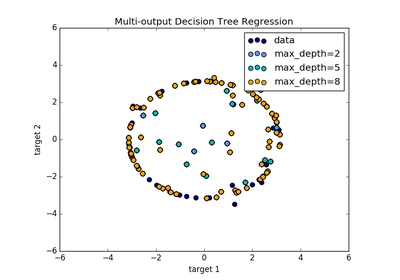 Multi-output Decision Tree Regression
6
data
max_depth=2
max_depth=5
max_depth=8
4
2
target 2
0
−2
−4
−6
−6 −4 −2 0 2 4 6
target 1